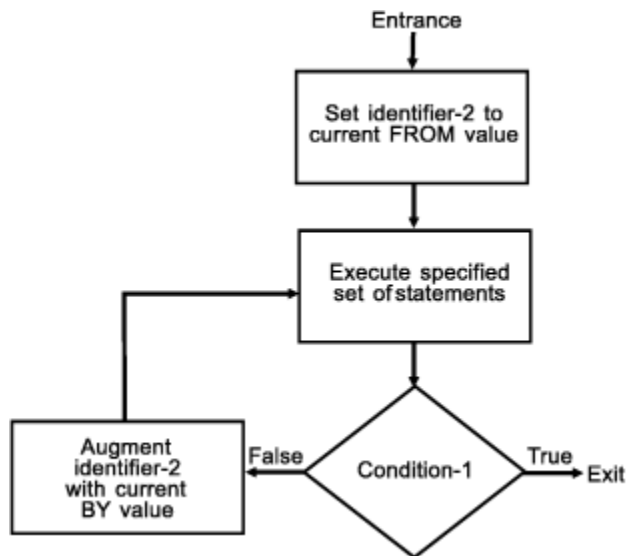 Entrance
Set identifier-2 to
current FROM value
Execute specified
set of statements
Condition-1
True
Exit
False
Augment
identifier-2
with current
BY value